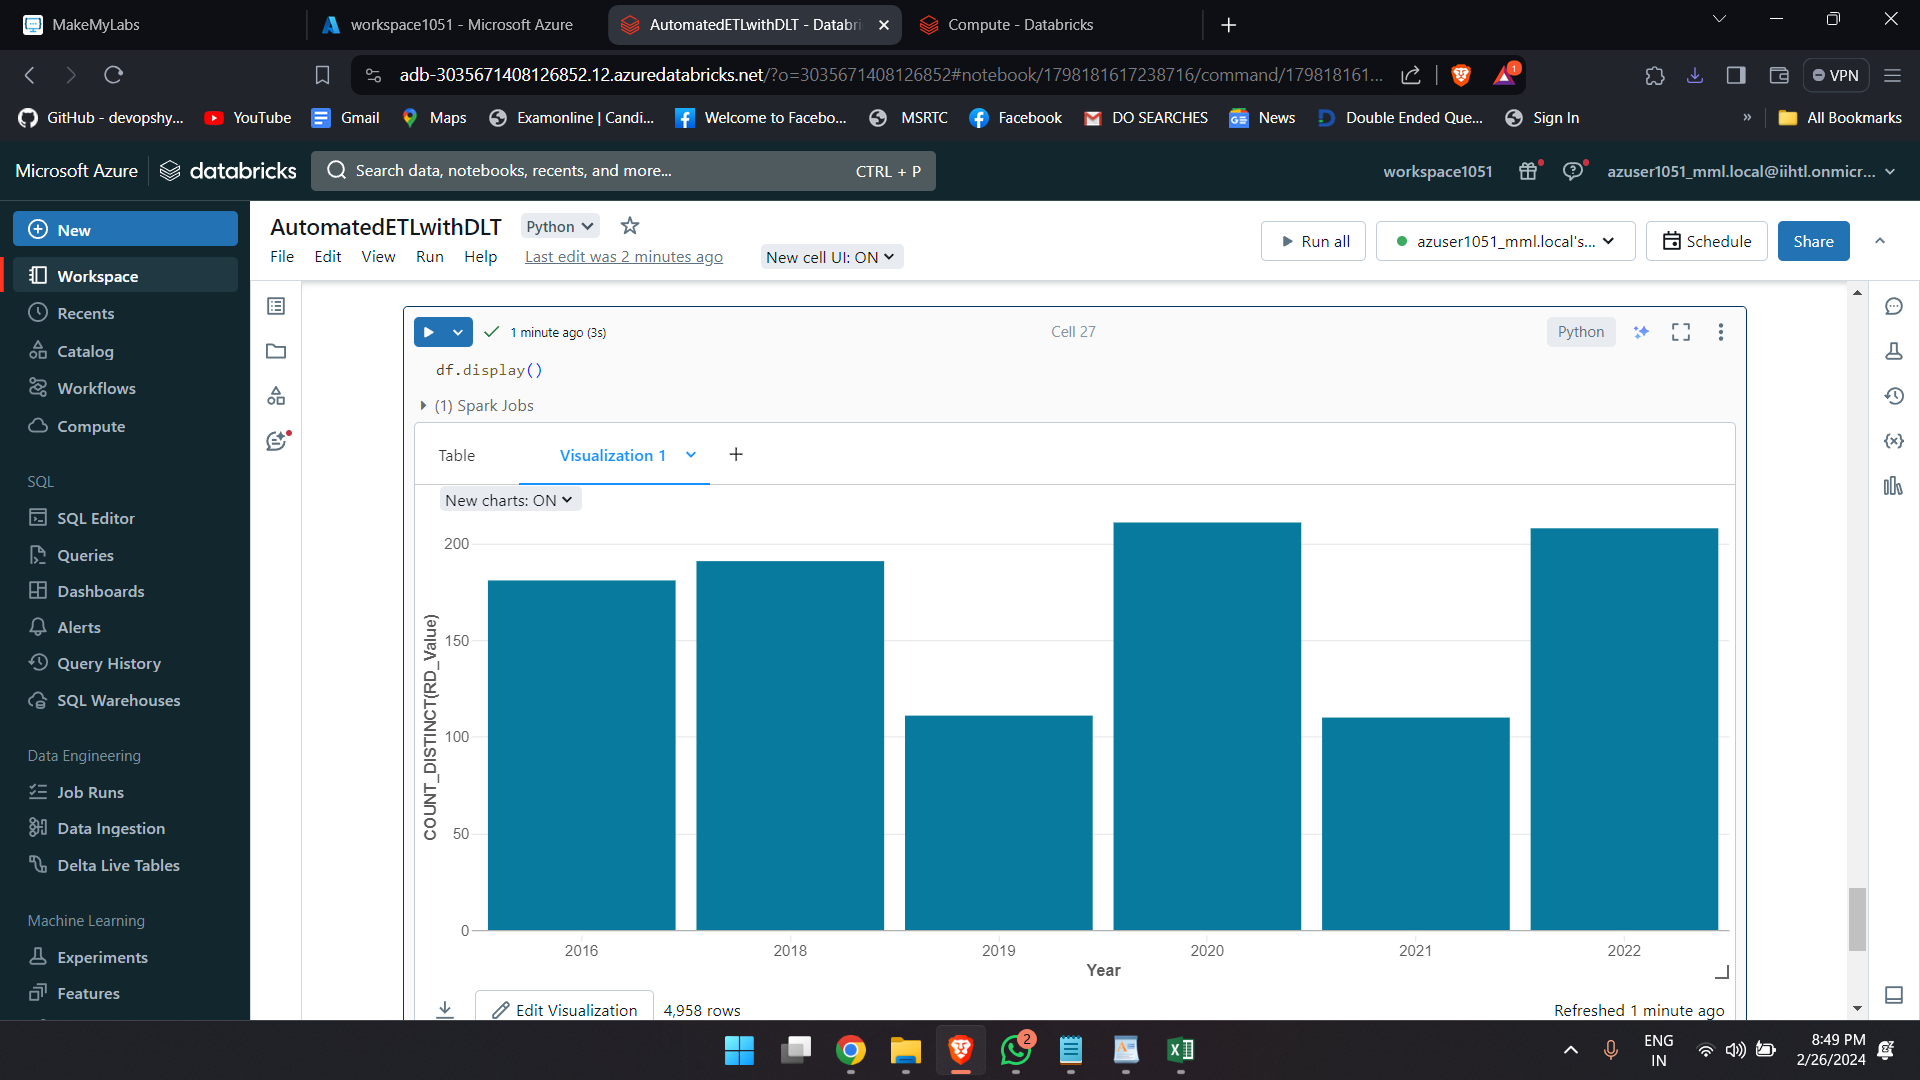 MakeMyLabs
workspace1051 - Microsoft Azure
AutomatedETLwithDLT - Databri
Compute - Databricks
adb-3035671408126852.12.azuredatabricks.net/?o=3035671408126852#notebook/1798181617238716/command/179818161...
1
VPN
GitHub - devopshy...
YouTube
Gmail
Maps
Examonline | Candi...
Welcome to Facebo...
MSRTC
Facebook
DO SEARCHES
News
Double Ended Que...
Sign In
»
All Bookmarks
Microsoft Azure
databricks
Search data, notebooks, recents, and more...
CTRL + P
workspace1051
azuser1051_mml.local@iihtl.onmicr...
New
Workspace
Recents
Catalog
Workflows
Compute
SQL
SQL Editor
Queries
Dashboards
Alerts
Query History
SQL Warehouses
Data Engineering
Job Runs
Data Ingestion
Delta Live Tables
Machine Learning
Experiments
Features
AutomatedETLwithDLT
Python
File Edit View Run Help
Last edit was 2 minutes ago
New cell UI: ON
Run all
azuser1051_mml.local's...
Schedule
Share
1 minute ago (3s)
Cell 27
Python
df.display()
(1) Spark Jobs
Table
Visualization 1
+
New charts: ON
COUNT_DISTINCT(RD_Value)
200
150
100
50
0
2016 2018 2019 2020 2021 2022
Year
Edit Visualization
4,958 rows
Refreshed 1 minute ago
2
ENG
IN
8:49 PM
2/26/2024